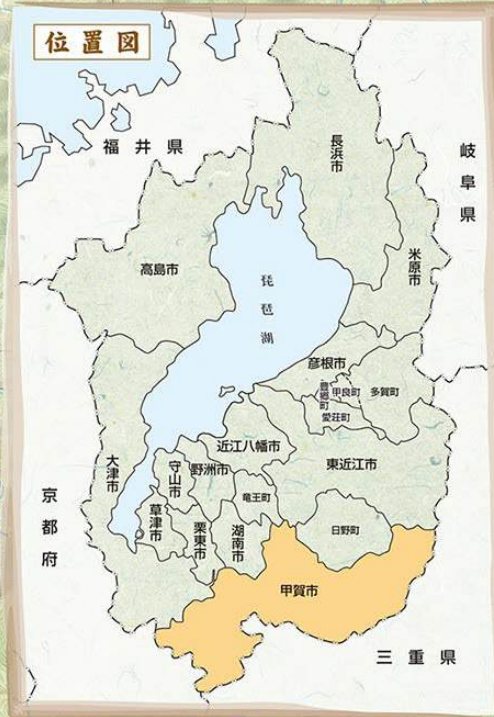 位置図
福井県
岐阜県
長浜市
米原市
高島市
琵琶湖
彦根市
豊郷町
甲良町
多賀町
愛荘町
近江八幡市
東近江市
大津市
守山市
野洲市
竜王町
草津市
栗東市
湖南市
日野町
京都府
甲賀市
三重県